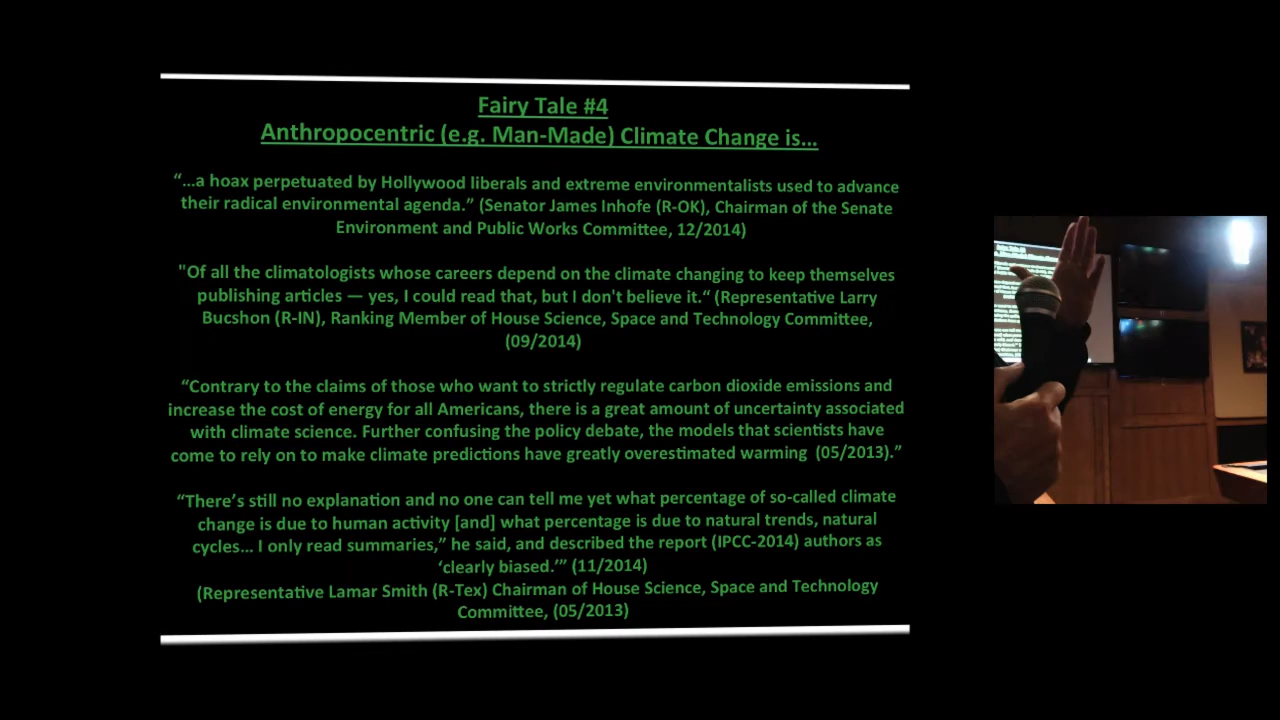 Fairy Tale #4
Anthropocentric (e.g. Man-Made) Climate Change is…
“…a hoax perpetuated by Hollywood liberals and extreme environmentalists used to advance
their radical environmental agenda.” (Senator James Inhofe (R-OK), Chairman of the Senate
Environment and Public Works Committee, 12/2014)
"Of all the climatologists whose careers depend on the climate changing to keep themselves
publishing articles — yes, I could read that, but I don't believe it.“ (Representative Larry
Bucshon (R-IN), Ranking Member of House Science, Space and Technology Committee,
(09/2014)
“Contrary to the claims of those who want to strictly regulate carbon dioxide emissions and
increase the cost of energy for all Americans, there is a great amount of uncertainty associated
with climate science. Further confusing the policy debate, the models that scientists have
come to rely on to make climate predictions have greatly overestimated warming (05/2013).”
“There’s still no explanation and no one can tell me yet what percentage of so-called climate
change is due to human activity [and] what percentage is due to natural trends, natural
cycles… I only read summaries,” he said, and described the report (IPCC-2014) authors as
‘clearly biased.’” (11/2014)
(Representative Lamar Smith (R-Tex) Chairman of House Science, Space and Technology
Committee, (05/2013)